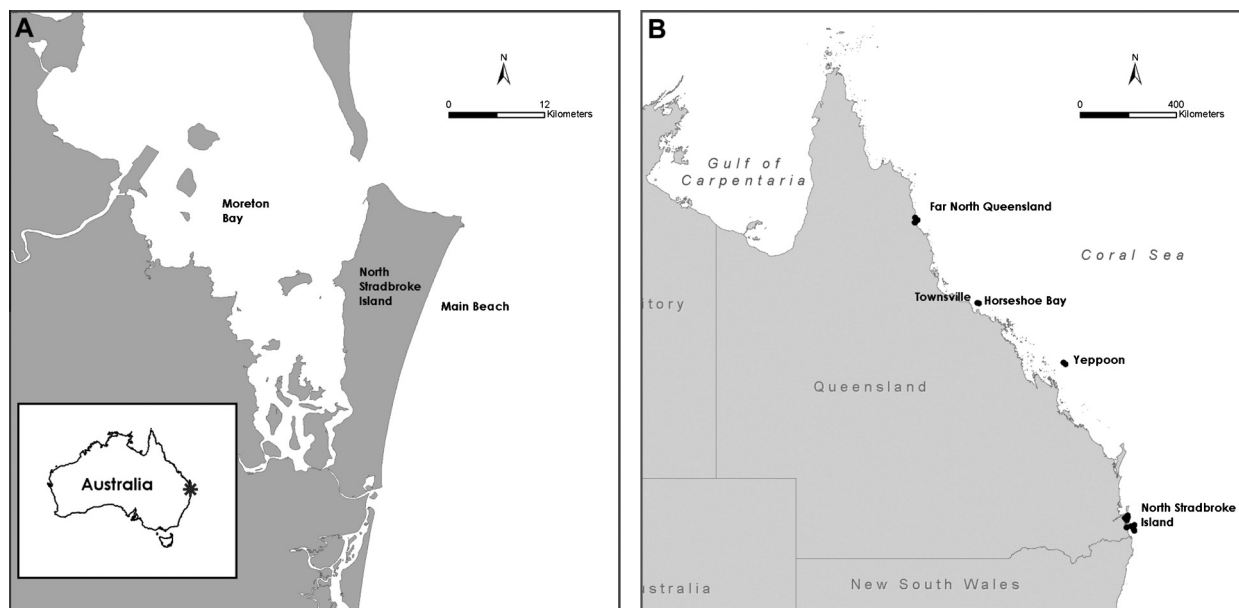 A
N
0
12
Kilometers
Moreton
Bay
North
Stradbroke
Island
Main Beach
Australia
B
N
0
400
Kilometers
Gulf of
Carpentaria
Far North Queensland
Coral Sea
Townsville
Horseshoe Bay
itory
Yeppoon
Queensland
North Stradbroke
Island
ustralia
New South Wales